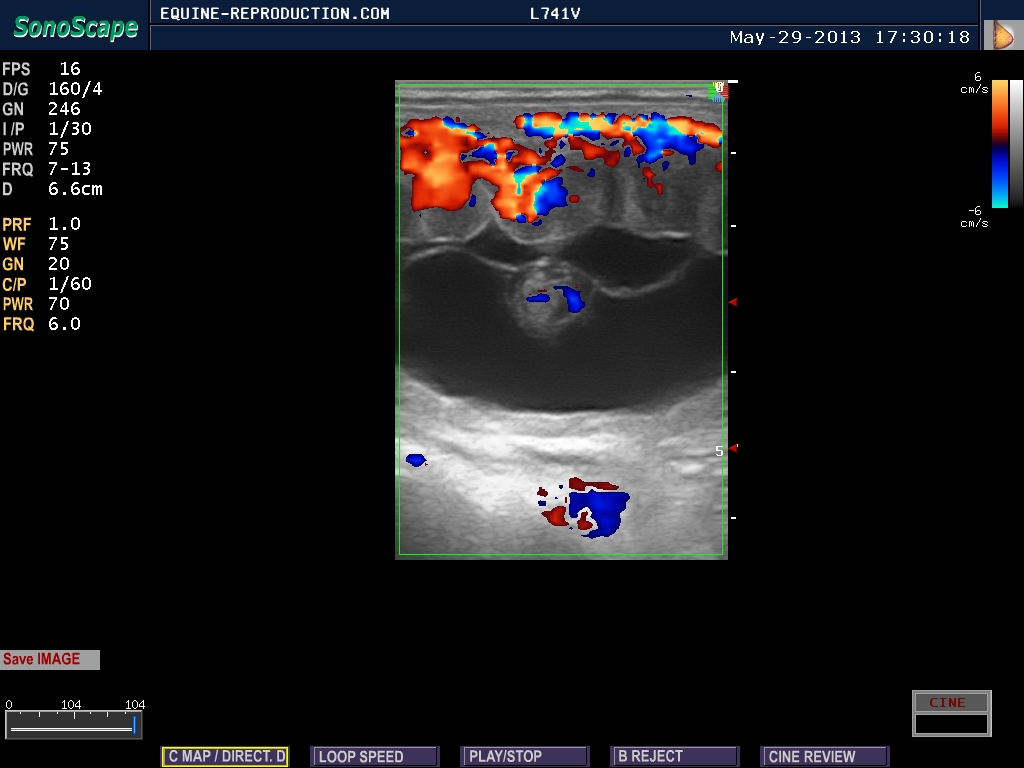 SonoScape
EQUINE-REPRODUCTION.COM L741V
May-29-2013 17:30:18
FPS 16
D/G 160/4
GN 246
I/P 1/30
PWR 75
FRQ 7-13
D 6.6cm
PRF 1.0
WF 75
GN 20
C/P 1/60
PWR 70
FRQ 6.0
0
5
6
cm/s
-6
cm/s
Save IMAGE
0 104 104
CINE
C MAP / DIRECT. D LOOP SPEED PLAY/STOP B REJECT CINE REVIEW